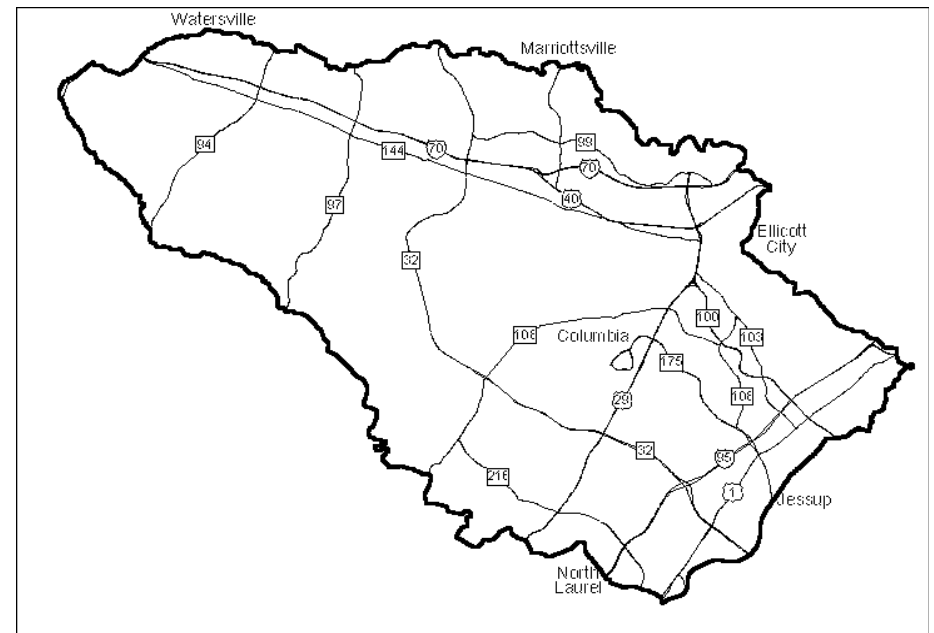 Watersville
Marriottsville
94
144
70
99
70
40
97
Ellicott
City
32
108
Columbia
100
103
175
29
108
32
95
216
1
Jessup
North
Laurel